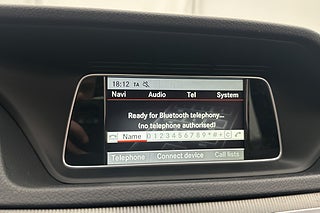 18:12 TA
Navi Audio Tel System
Ready for Bluetooth telephony...
(no telephone authorised)
Name 0 1 2 3 4 5 6 7 8 9 * # + C
Telephone Connect device Call lists